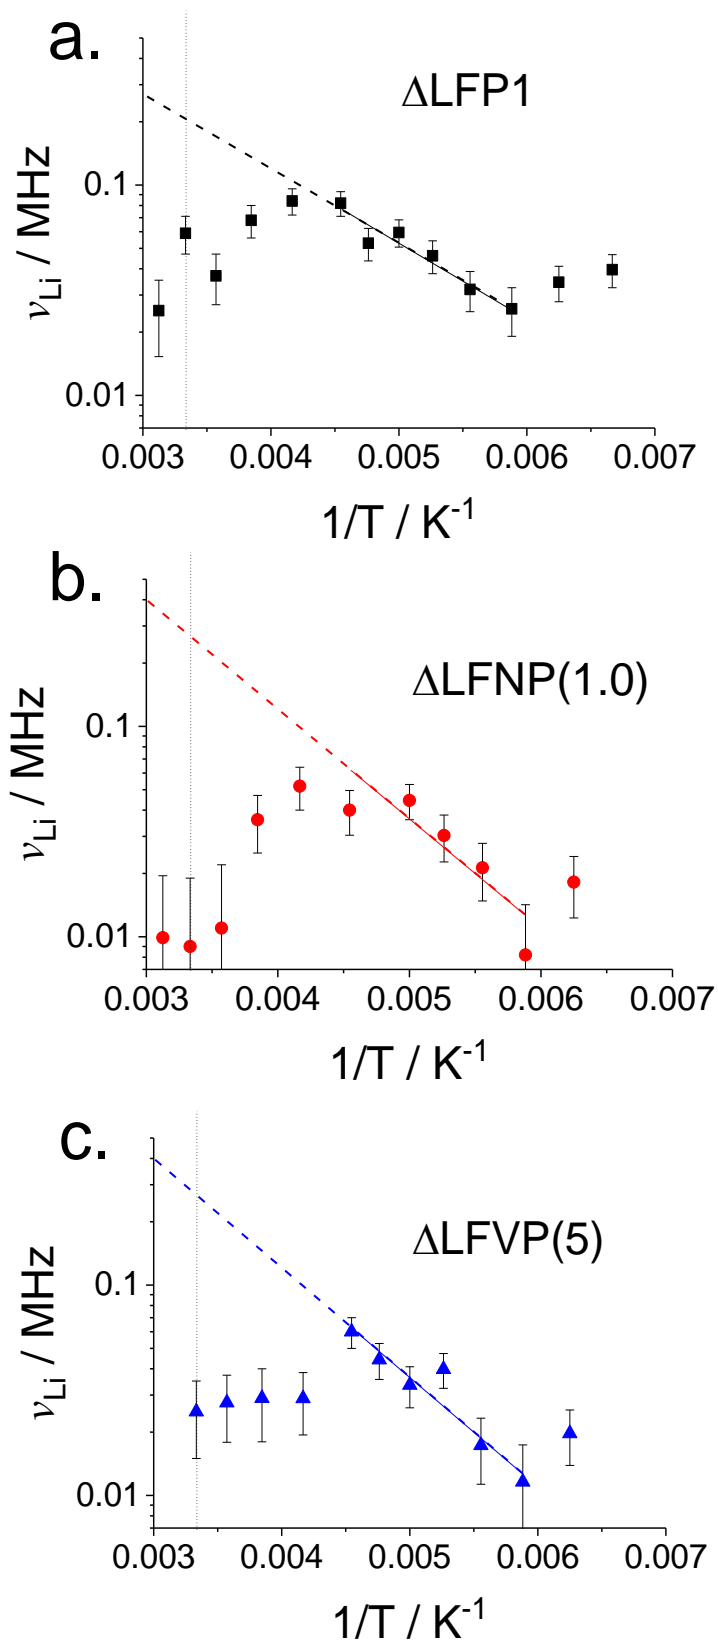 a.
ΔLFP1
0.1
0.01
ν_Li / MHz
0.003 0.004 0.005 0.006 0.007
1/T / K⁻¹
b.
ΔLFNP(1.0)
0.1
0.01
ν_Li / MHz
0.003 0.004 0.005 0.006 0.007
1/T / K⁻¹
c.
ΔLFVP(5)
0.1
0.01
ν_Li / MHz
0.003 0.004 0.005 0.006 0.007
1/T / K⁻¹